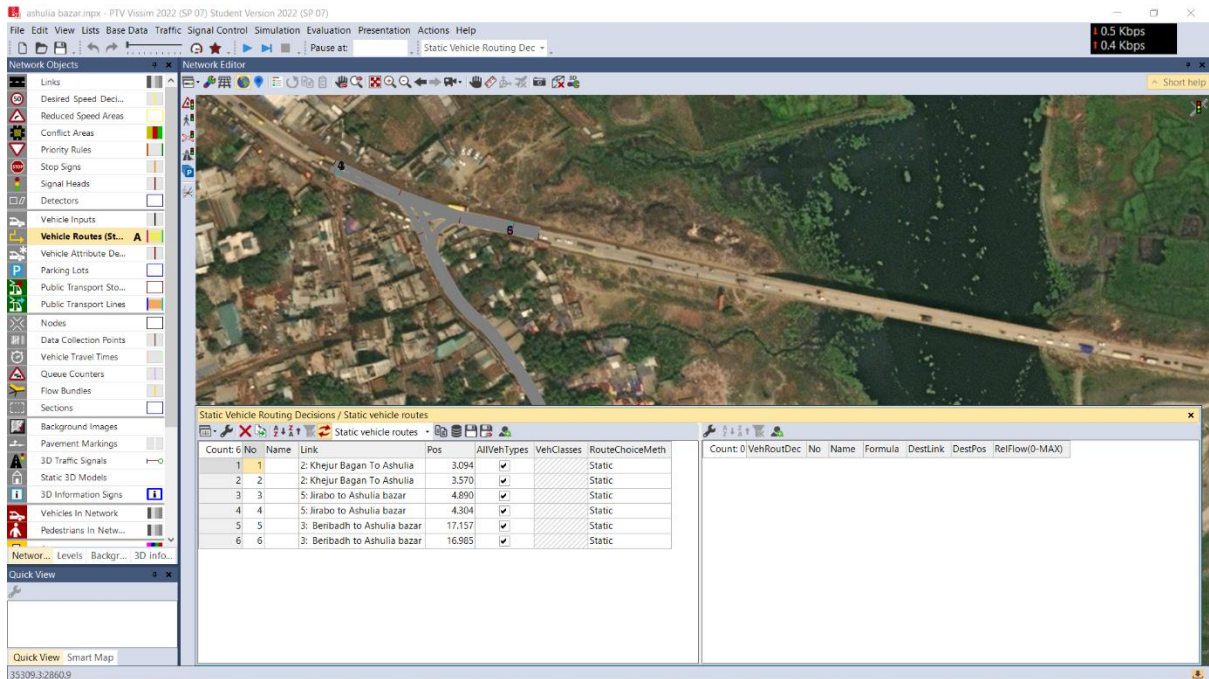 ashulia bazar.inpx - PTV Vissim 2022 (SP 07) Student Version 2022 (SP 07)
File Edit View Lists Base Data Traffic Signal Control Simulation Evaluation Presentation Actions Help
0.5 Kbps
0.4 Kbps
Pause at: Static Vehicle Routing Dec
Network Objects
Network Editor
Short help
Links
50 Desired Speed Deci...
Reduced Speed Areas
Conflict Areas
Priority Rules
STOP Stop Signs
Signal Heads
Detectors
Vehicle Inputs
Vehicle Routes (St... A
Vehicle Attribute De...
P Parking Lots
Public Transport Sto...
Public Transport Lines
Nodes
Data Collection Points
Vehicle Travel Times
Queue Counters
Flow Bundles
Sections
Background Images
Pavement Markings
3D Traffic Signals
Static 3D Models
3D Information Signs
Vehicles In Network
Pedestrians In Netw...
Networ... Levels Backgr... 3D info...
Quick View
Quick View Smart Map
35309.3:2860.9
Static Vehicle Routing Decisions / Static vehicle routes
Static vehicle routes
Count: 6 No Name Link Pos AllVehTypes VehClasses RouteChoiceMeth
1 1 2: Khejur Bagan To Ashulia 3.094 Static
2 2 2: Khejur Bagan To Ashulia 3.570 Static
3 3 5: Jirabo to Ashulia bazar 4.890 Static
4 4 5: Jirabo to Ashulia bazar 4.304 Static
5 5 3: Beribadh to Ashulia bazar 17.157 Static
6 6 3: Beribadh to Ashulia bazar 16.985 Static
Count: 0 VehRoutDec No Name Formula DestLink DestPos RelFlow(0-MAX)